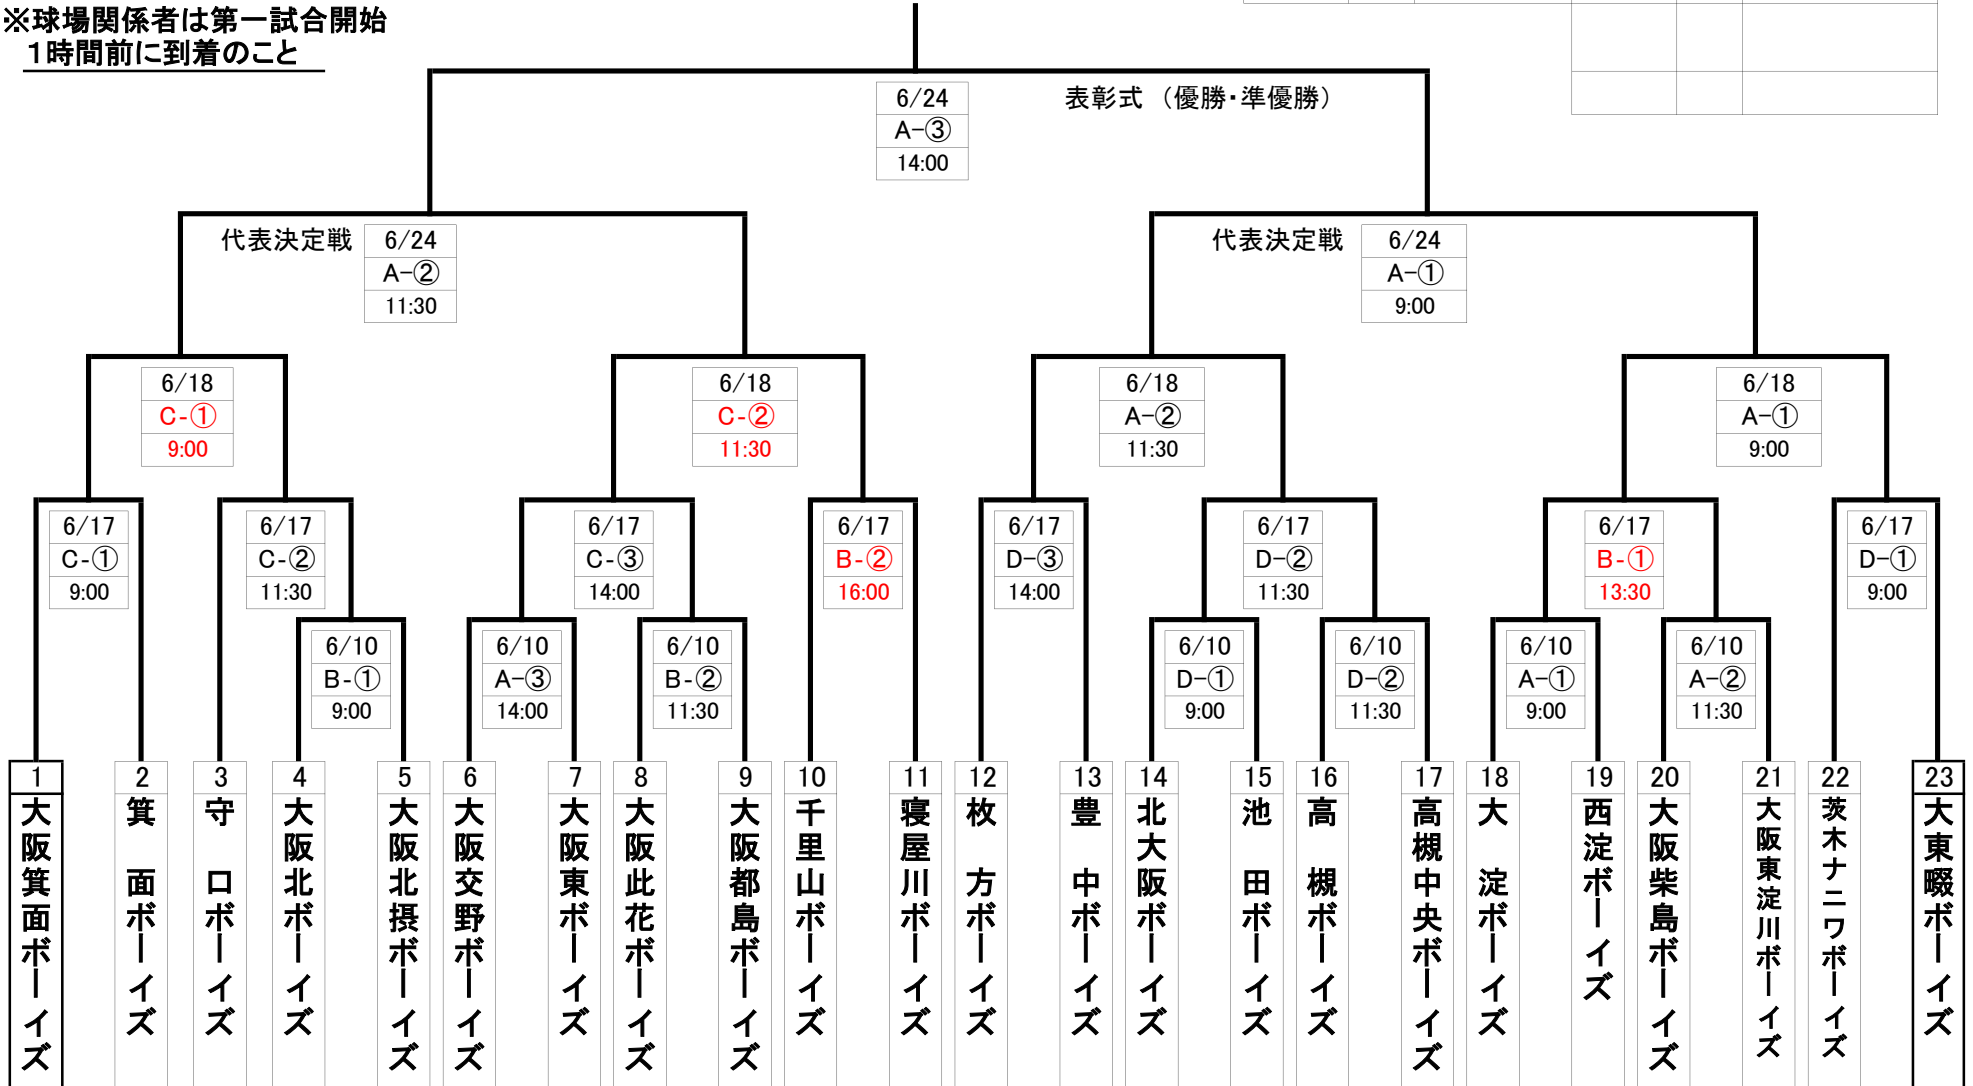 ※球場関係者は第一試合開始
1時間前に到着のこと
6/24
A-③
14:00
表彰式 （優勝・準優勝）
代表決定戦
6/24
A-②
11:30
代表決定戦
6/24
A-①
9:00
6/18
C-①
9:00
6/18
C-②
11:30
6/18
A-②
11:30
6/18
A-①
9:00
6/17
C-①
9:00
6/17
C-②
11:30
6/17
C-③
14:00
6/17
B-②
16:00
6/17
D-③
14:00
6/17
D-②
11:30
6/17
B-①
13:30
6/17
D-①
9:00
6/10
B-①
9:00
6/10
A-③
14:00
6/10
B-②
11:30
6/10
D-①
9:00
6/10
D-②
11:30
6/10
A-①
9:00
6/10
A-②
11:30
1
大阪箕面ボーイズ
2
箕 面ボーイズ
3
守 口ボーイズ
4
大阪北ボーイズ
5
大阪北摂ボーイズ
6
大阪交野ボーイズ
7
大阪東ボーイズ
8
大阪此花ボーイズ
9
大阪都島ボーイズ
10
千里山ボーイズ
11
寝屋川ボーイズ
12
枚 方ボーイズ
13
豊 中ボーイズ
14
北大阪ボーイズ
15
池 田ボーイズ
16
高 槻ボーイズ
17
高槻中央ボーイズ
18
大 淀ボーイズ
19
西淀ボーイズ
20
大阪柴島ボーイズ
21
大阪東淀川ボーイズ
22
茨木ナニワボーイズ
23
大東畷ボーイズ